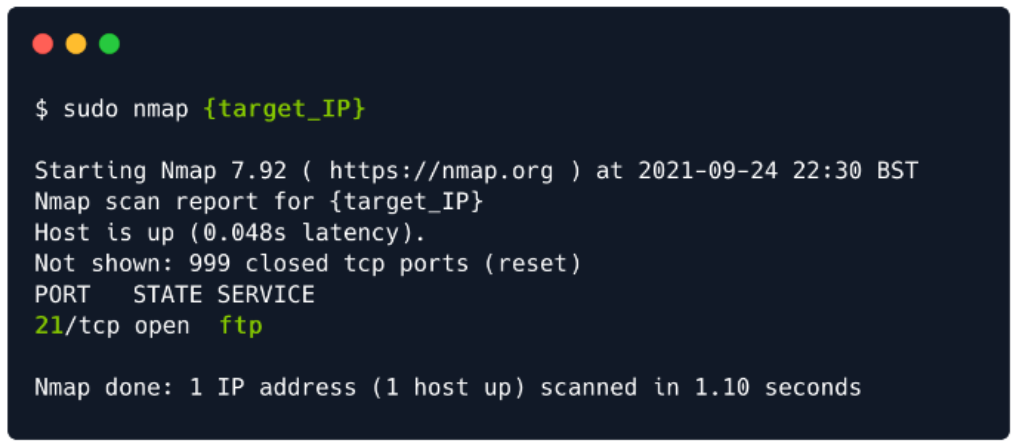 $ sudo nmap {target_IP}
Starting Nmap 7.92 ( https://nmap.org ) at 2021-09-24 22:30 BST
Nmap scan report for {target_IP}
Host is up (0.048s latency).
Not shown: 999 closed tcp ports (reset)
PORT   STATE SERVICE
21/tcp open  ftp
Nmap done: 1 IP address (1 host up) scanned in 1.10 seconds